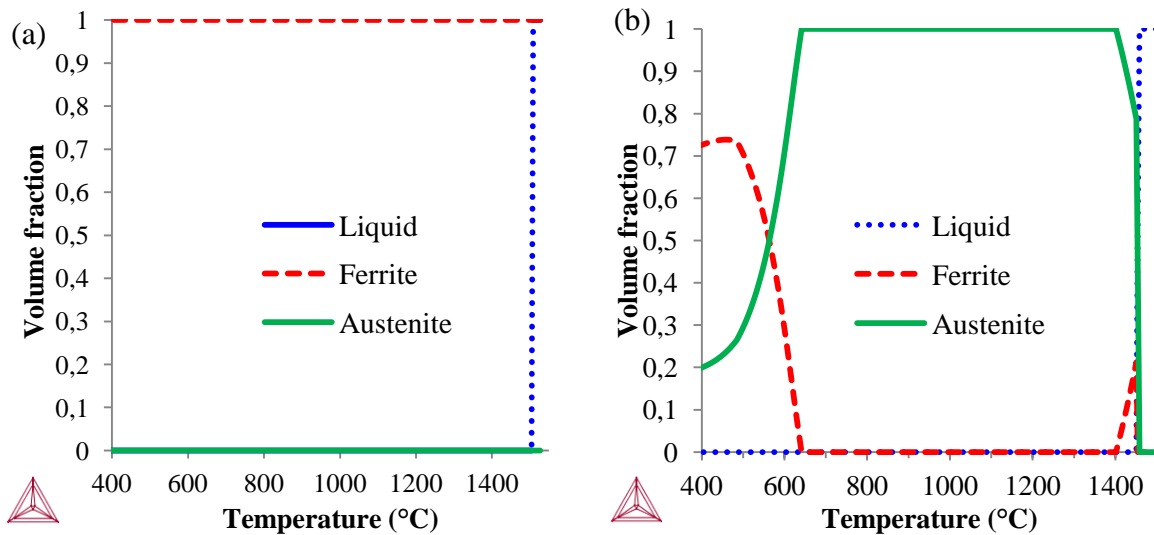 (a)
1
0,9
0,8
0,7
0,6
0,5
0,4
0,3
0,2
0,1
0
Volume fraction
Liquid
Ferrite
Austenite
400 600 800 1000 1200 1400
Temperature (°C)
(b)
1
0,9
0,8
0,7
0,6
0,5
0,4
0,3
0,2
0,1
0
Volume fraction
Liquid
Ferrite
Austenite
400 600 800 1000 1200 1400
Temperature (°C)